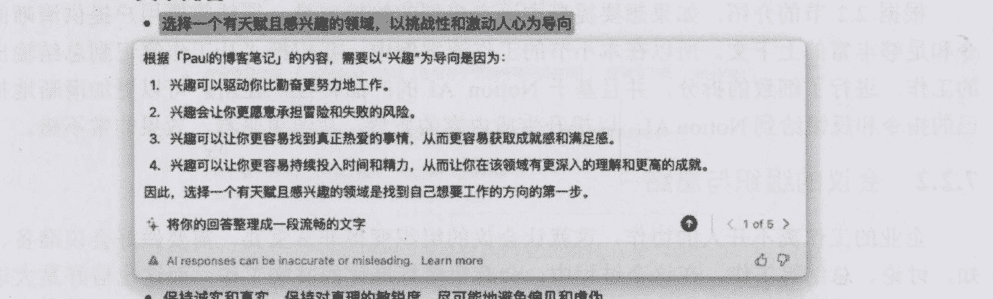 选择一个有天赋且感兴趣的领域，以挑战性和激动人心为导向
根据「Paul的博客笔记」的内容，需要以“兴趣”为导向是因为：
1. 兴趣可以驱动你比勤奋更努力地工作。
2. 兴趣会让你更愿意承担冒险和失败的风险。
3. 兴趣可以让你更容易找到真正热爱的事情，从而更容易获取成就感和满足感。
4. 兴趣可以让你更容易持续投入时间和精力，从而让你在该领域有更深入的理解和更高的成就。
因此，选择一个有天赋且感兴趣的领域是找到自己想要工作的方向的第一步。
将你的回答整理成一段流畅的文字 < 1 of 5 >
AI responses can be inaccurate or misleading. Learn more
• 保持诚实和真实，保持对真理的敏锐度，尽可能地避免偏见和虚伪